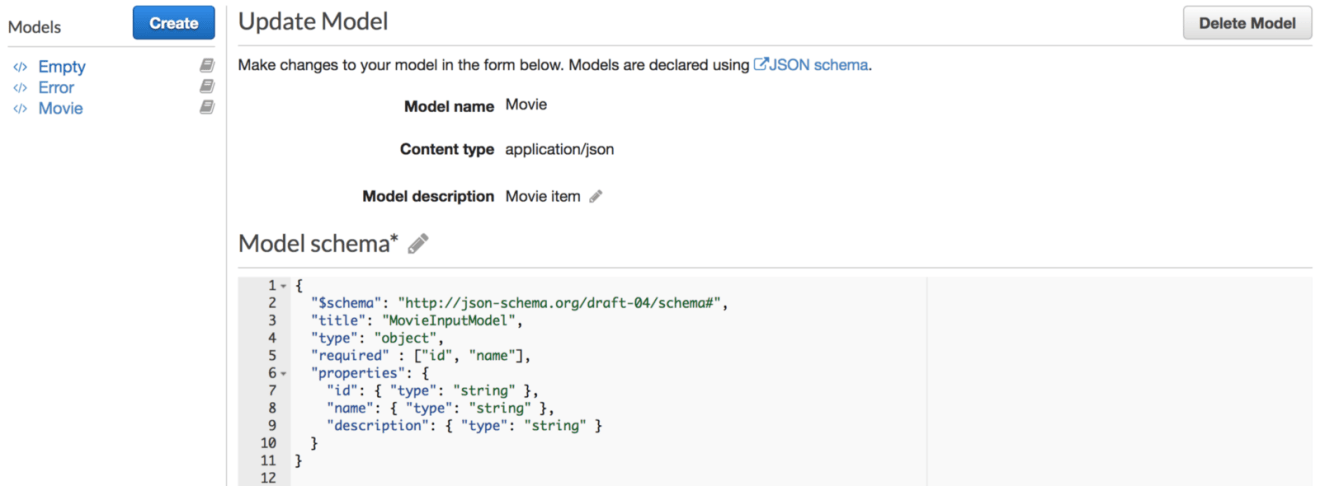 Models
Create
</> Empty
</> Error
</> Movie
Update Model
Delete Model
Make changes to your model in the form below. Models are declared using JSON schema.
Model name Movie
Content type application/json
Model description Movie item
Model schema*
1 {
2 "$schema": "http://json-schema.org/draft-04/schema#",
3 "title": "MovieInputModel",
4 "type": "object",
5 "required" : ["id", "name"],
6 "properties": {
7 "id": { "type": "string" },
8 "name": { "type": "string" },
9 "description": { "type": "string" }
10 }
11 }
12